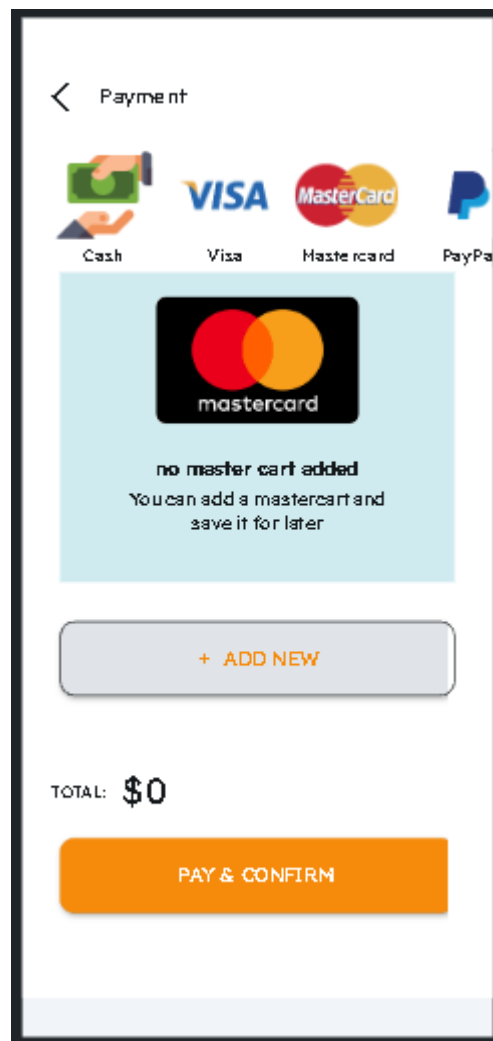 Payment
VISA MasterCard
Cash Visa Mastercard PayPa
mastercard
no master cart added
You can add a mastercart and
save it for later
+ ADD NEW
TOTAL: $0
PAY & CONFIRM